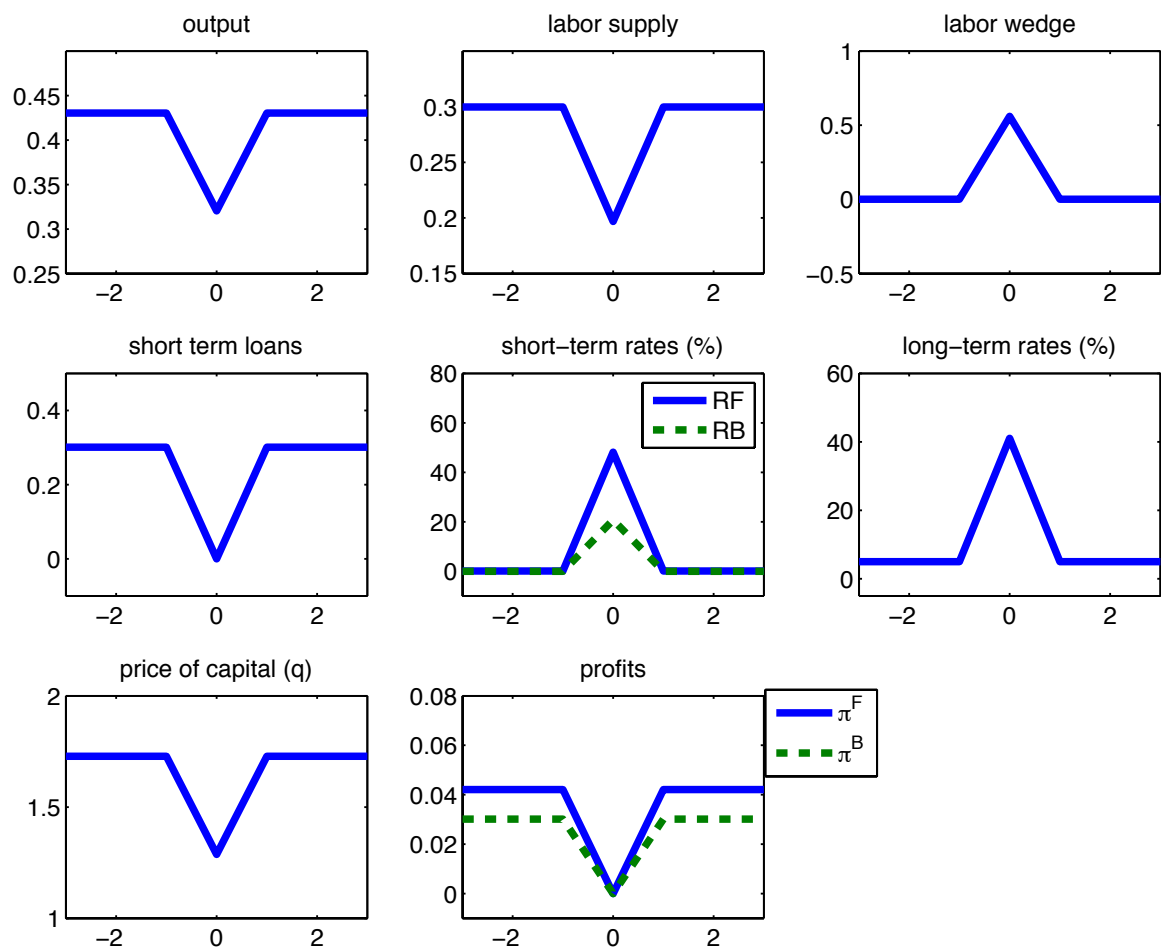 output
0.45
0.4
0.35
0.3
0.25
−2 0 2
labor supply
0.3
0.25
0.2
0.15
−2 0 2
labor wedge
1
0.5
0
−0.5
−2 0 2
short term loans
0.4
0.2
0
−2 0 2
short−term rates (%)
80
60
40
20
0
−2 0 2
RF
RB
long−term rates (%)
60
40
20
0
−2 0 2
price of capital (q)
2
1.5
1
−2 0 2
profits
0.08
0.06
0.04
0.02
0
−2 0 2
π^F
π^B